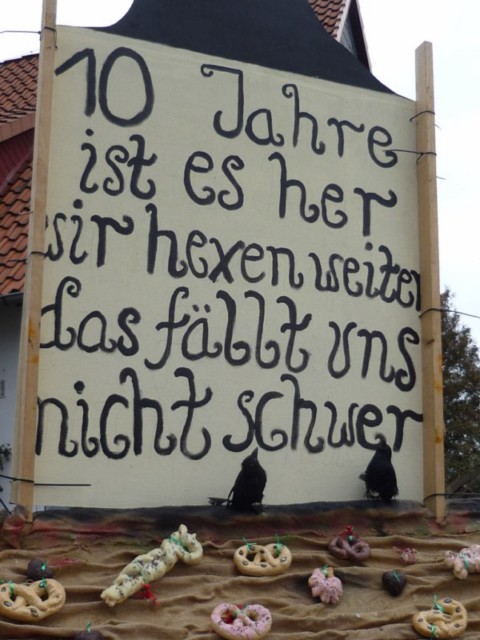 10 Jahre
ist es her
wir hexen weiter
das fällt uns
nicht schwer